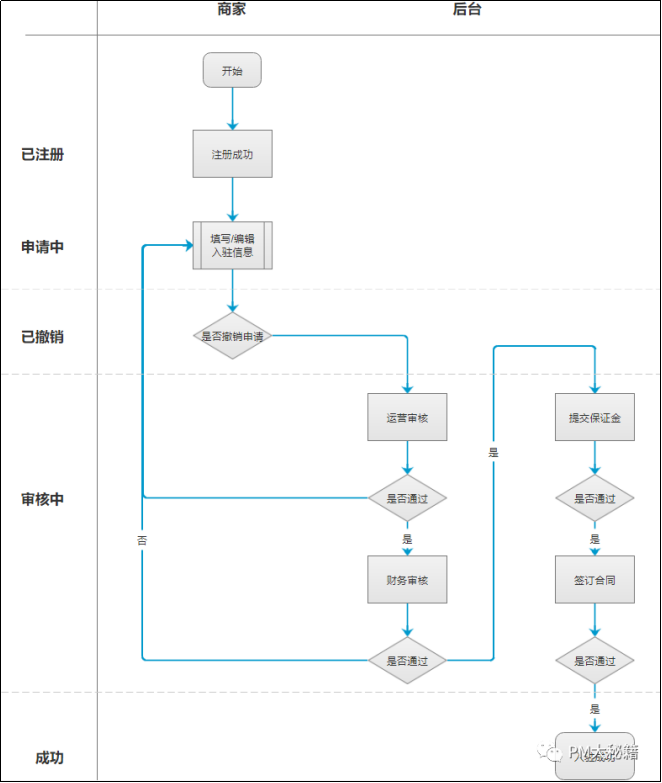 商家
后台
开始
已注册
注册成功
申请中
填写/编辑
入驻信息
已撤销
是否撤销申请
运营审核
提交保证金
是
审核中
是否通过
是否通过
否
是
是
财务审核
签订合同
是否通过
是否通过
是
成功
PM大秘籍